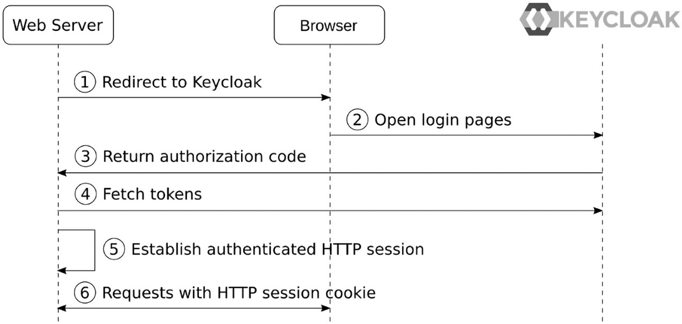 Web Server
Browser
KEYCLOAK
① Redirect to Keycloak
② Open login pages
③ Return authorization code
④ Fetch tokens
⑤ Establish authenticated HTTP session
⑥ Requests with HTTP session cookie